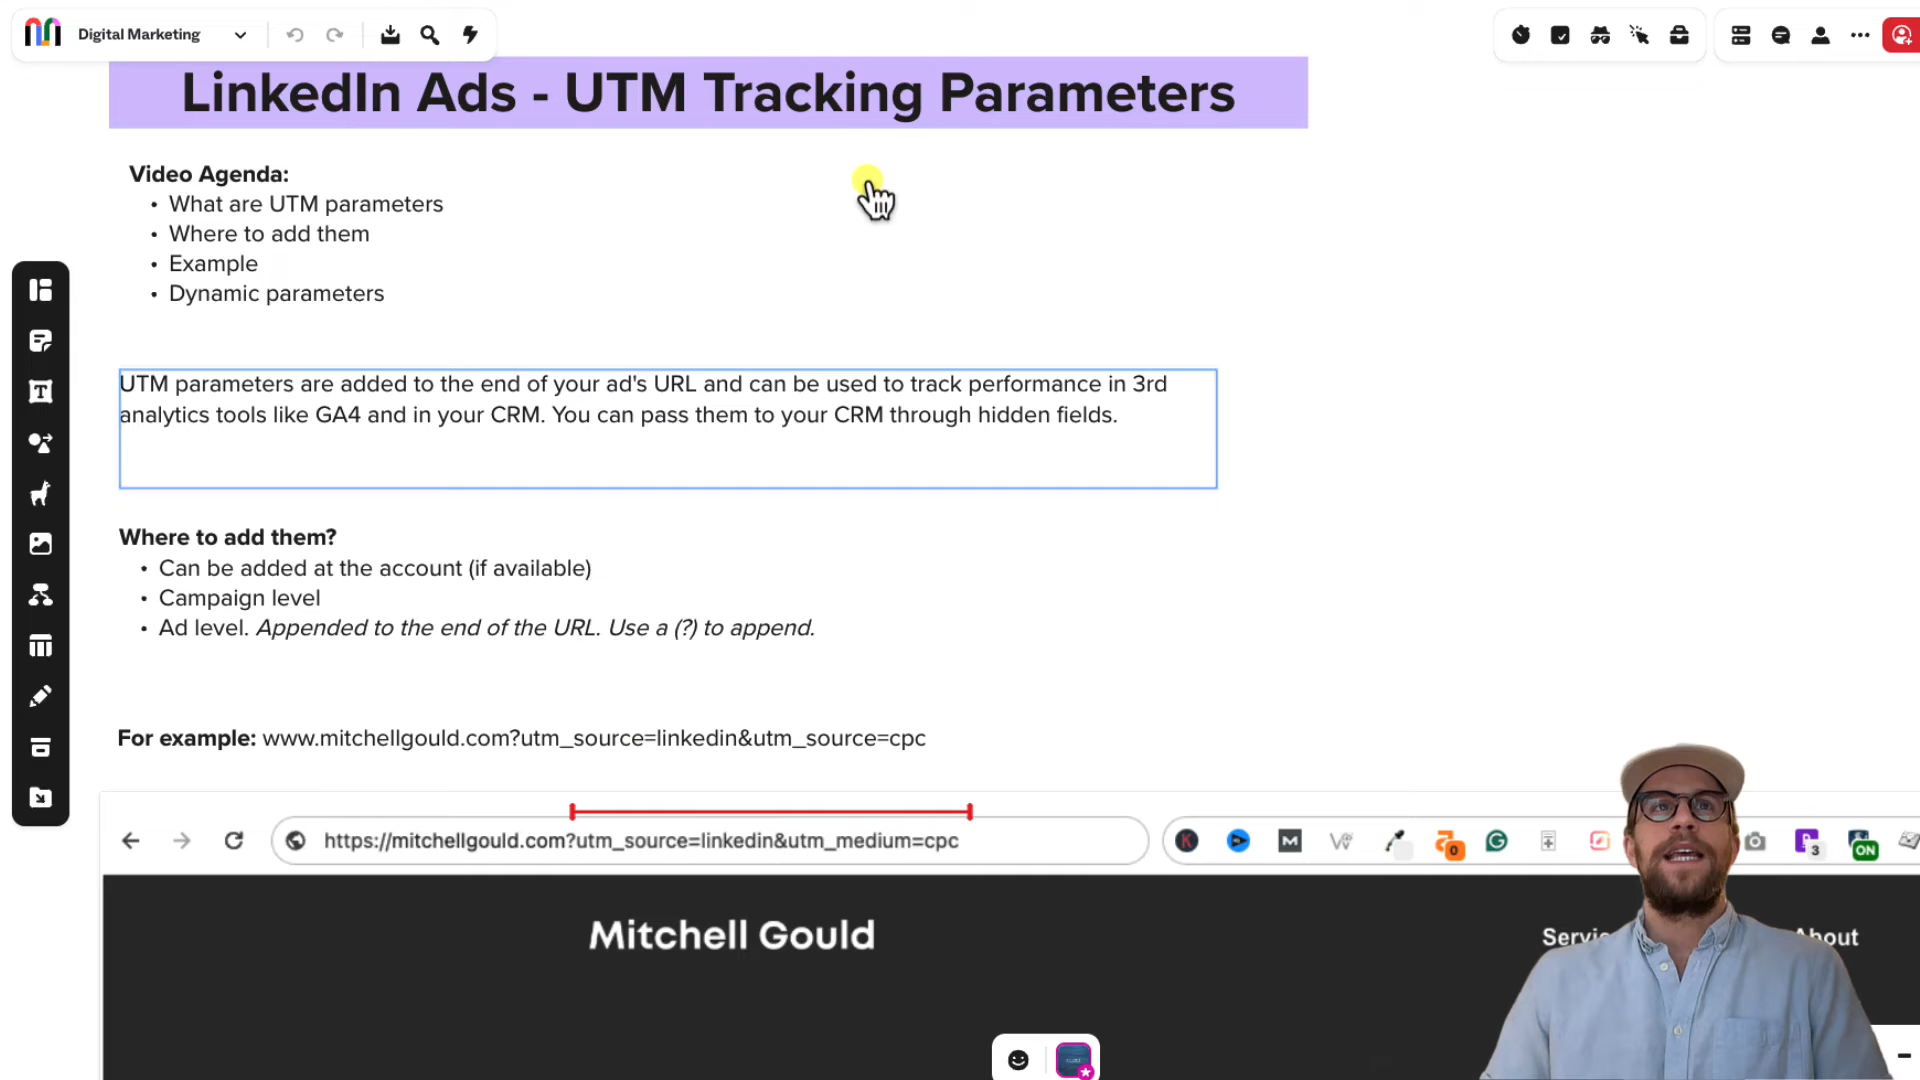 Digital Marketing
LinkedIn Ads - UTM Tracking Parameters
Video Agenda:
• What are UTM parameters
• Where to add them
• Example
• Dynamic parameters
UTM parameters are added to the end of your ad's URL and can be used to track performance in 3rd
analytics tools like GA4 and in your CRM. You can pass them to your CRM through hidden fields.
Where to add them?
• Can be added at the account (if available)
• Campaign level
• Ad level. Appended to the end of the URL. Use a (?) to append.
For example: www.mitchellgould.com?utm_source=linkedin&utm_source=cpc
https://mitchellgould.com?utm_source=linkedin&utm_medium=cpc
0
3
ON
Mitchell Gould
Servic
About